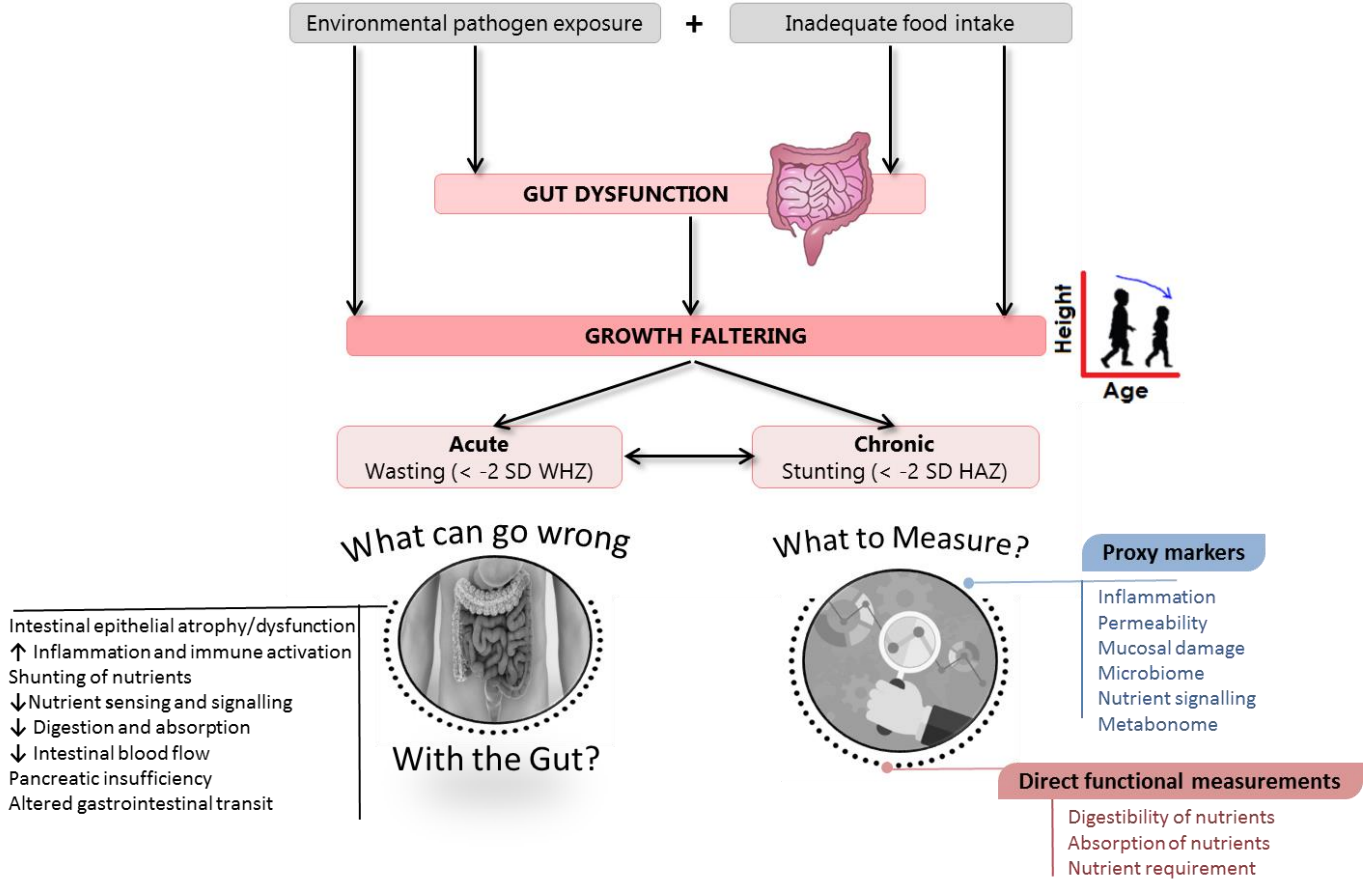 Environmental pathogen exposure + Inadequate food intake
GUT DYSFUNCTION
GROWTH FALTERING
Height
Age
Acute
Wasting (< -2 SD WHZ)
Chronic
Stunting (< -2 SD HAZ)
What can go wrong
With the Gut?
Intestinal epithelial atrophy/dysfunction
↑ Inflammation and immune activation
Shunting of nutrients
↓Nutrient sensing and signalling
↓ Digestion and absorption
↓ Intestinal blood flow
Pancreatic insufficiency
Altered gastrointestinal transit
What to Measure?
Proxy markers
Inflammation
Permeability
Mucosal damage
Microbiome
Nutrient signalling
Metabonome
Direct functional measurements
Digestibility of nutrients
Absorption of nutrients
Nutrient requirement